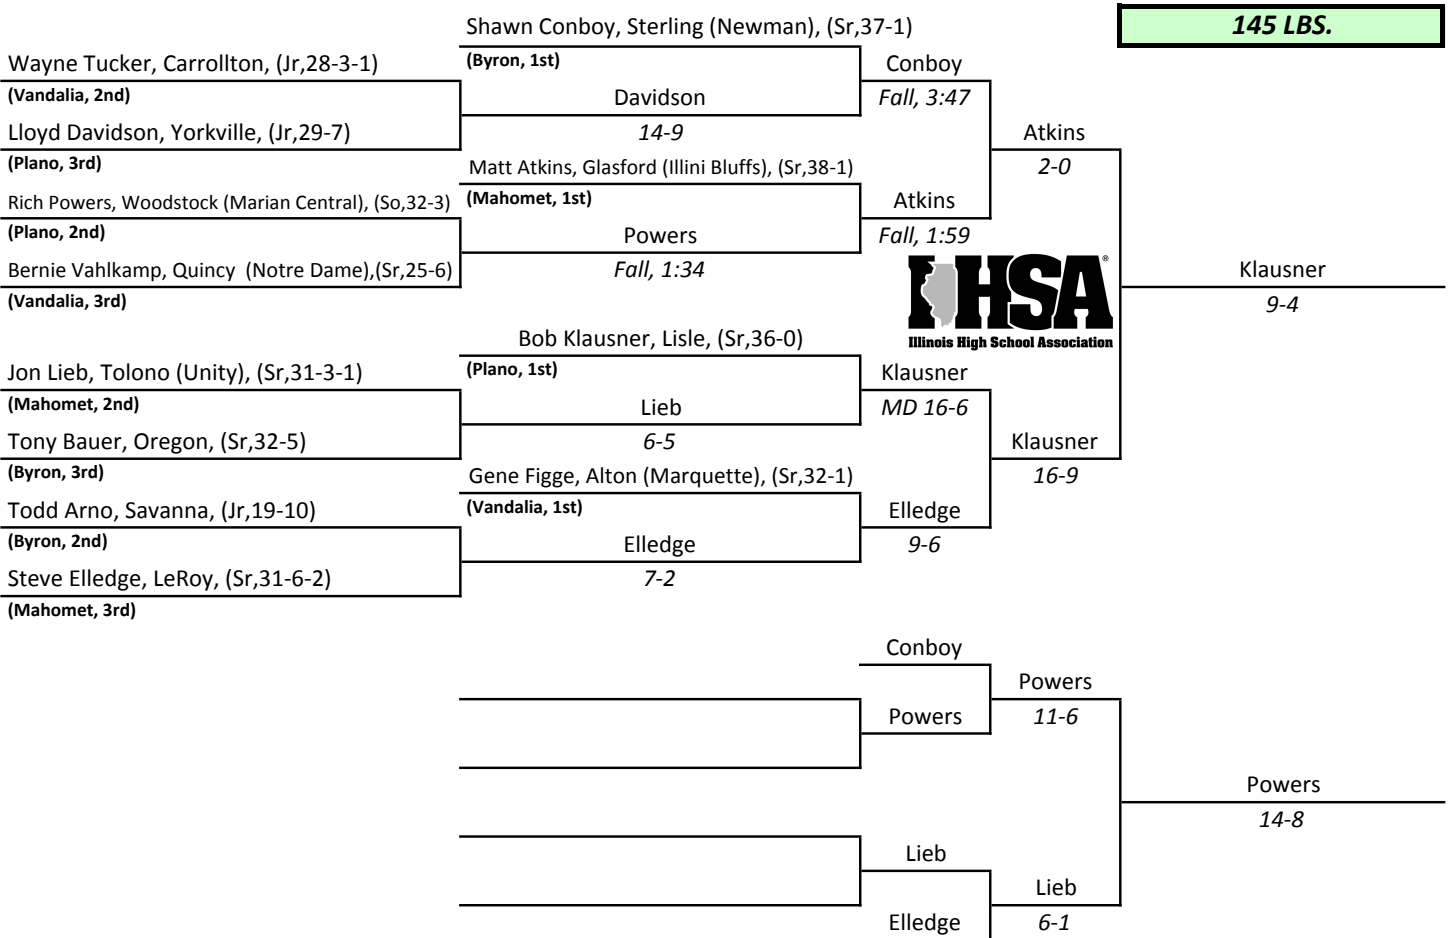 Shawn Conboy, Sterling (Newman), (Sr,37-1)
145 LBS.
Wayne Tucker, Carrollton, (Jr,28-3-1)
(Byron, 1st)
Conboy
(Vandalia, 2nd)
Davidson
Fall, 3:47
Lloyd Davidson, Yorkville, (Jr,29-7)
14-9
Atkins
(Plano, 3rd)
Matt Atkins, Glasford (Illini Bluffs), (Sr,38-1)
2-0
Rich Powers, Woodstock (Marian Central), (So,32-3)
(Mahomet, 1st)
Atkins
(Plano, 2nd)
Powers
Fall, 1:59
Bernie Vahlkamp, Quincy  (Notre Dame),(Sr,25-6)
Fall, 1:34
Klausner
(Vandalia, 3rd)
9-4
IHSA®
Illinois High School Association
Bob Klausner, Lisle, (Sr,36-0)
Jon Lieb, Tolono (Unity), (Sr,31-3-1)
(Plano, 1st)
Klausner
(Mahomet, 2nd)
Lieb
MD 16-6
Tony Bauer, Oregon, (Sr,32-5)
6-5
Klausner
(Byron, 3rd)
Gene Figge, Alton (Marquette), (Sr,32-1)
16-9
Todd Arno, Savanna, (Jr,19-10)
(Vandalia, 1st)
Elledge
(Byron, 2nd)
Elledge
9-6
Steve Elledge, LeRoy, (Sr,31-6-2)
7-2
(Mahomet, 3rd)
Conboy
Powers
Powers
11-6
Powers
14-8
Lieb
Lieb
Elledge
6-1